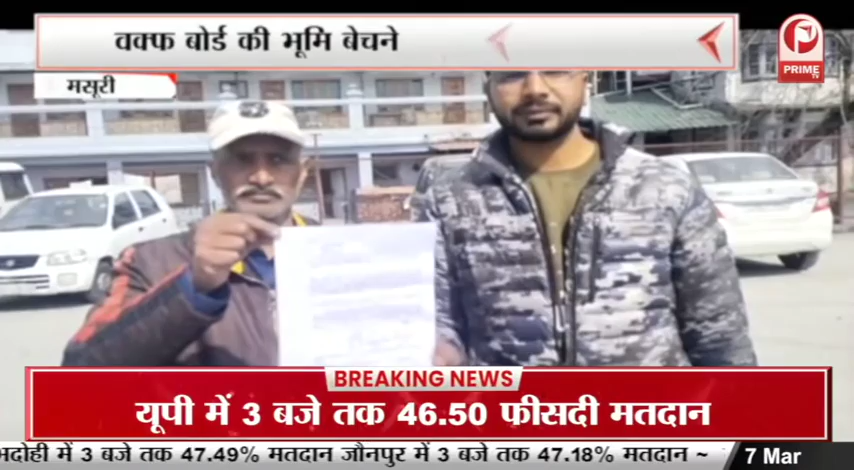 वक्फ बोर्ड की भूमि बेचने
PRIME
TV
मसूरी
BREAKING NEWS
यूपी में 3 बजे तक 46.50 फीसदी मतदान
भदोही में 3 बजे तक 47.49% मतदान जौनपुर में 3 बजे तक 47.18% मतदान ~
7 Mar